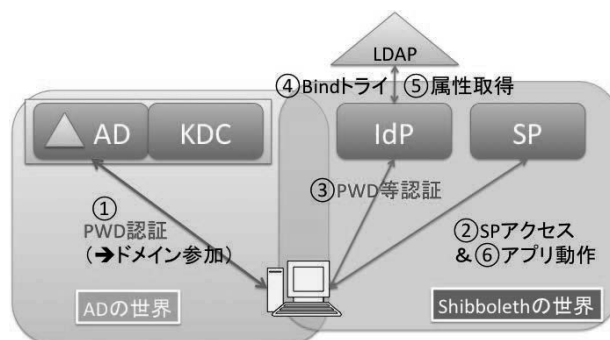 LDAP
④Bindトライ ⑤属性取得
AD KDC IdP SP
①
PWD認証
(➔ドメイン参加)
③PWD等認証
②SPアクセス
&⑥アプリ動作
ADの世界
Shibbolethの世界